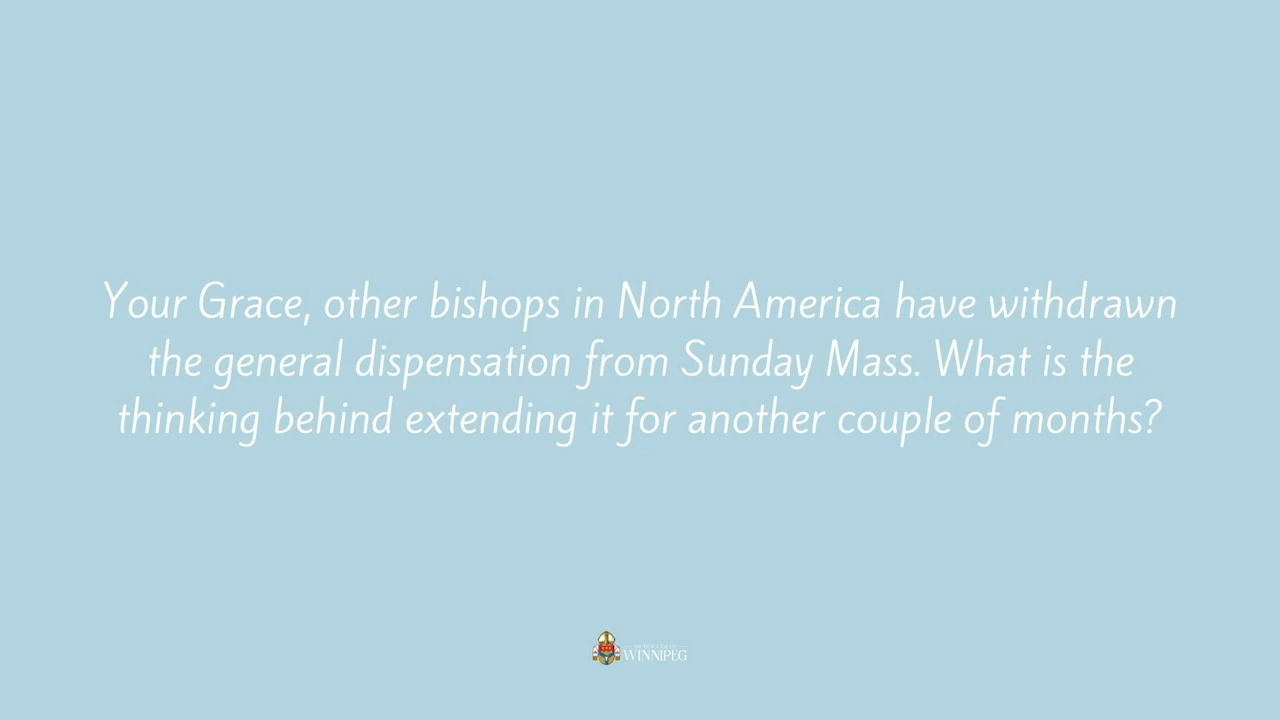 Your Grace, other bishops in North America have withdrawn
the general dispensation from Sunday Mass. What is the
thinking behind extending it for another couple of months?
WINNIPEG